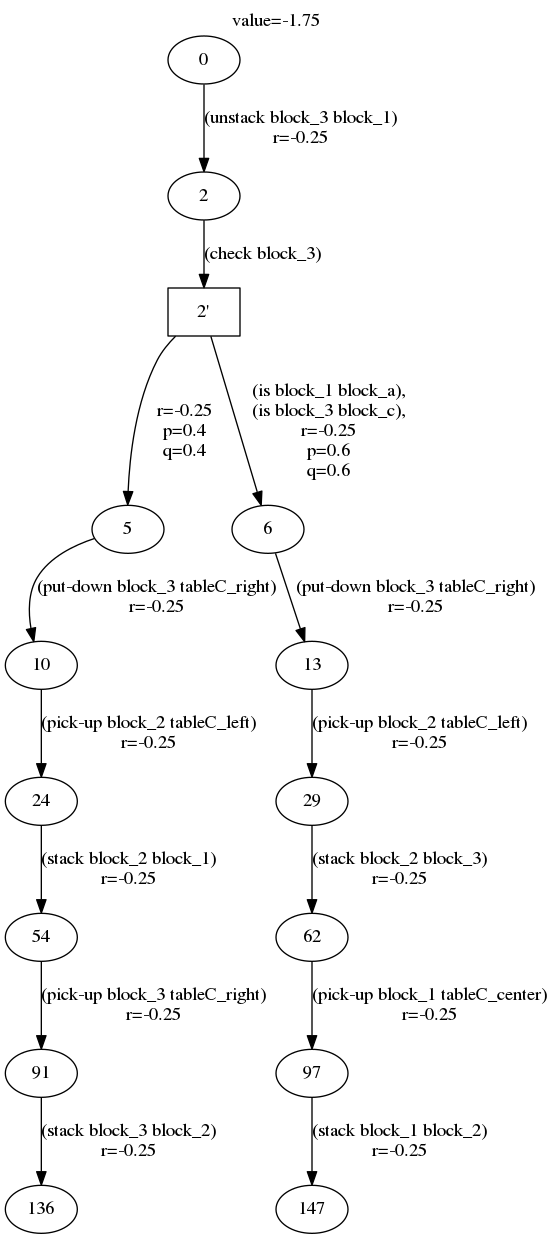 value=-1.75
0
(unstack block_3 block_1)
r=-0.25
2
(check block_3)
2'
r=-0.25
p=0.4
q=0.4
(is block_1 block_a),
(is block_3 block_c),
r=-0.25
p=0.6
q=0.6
5
6
(put-down block_3 tableC_right)
r=-0.25
(put-down block_3 tableC_right)
r=-0.25
10
13
(pick-up block_2 tableC_left)
r=-0.25
(pick-up block_2 tableC_left)
r=-0.25
24
29
(stack block_2 block_1)
r=-0.25
(stack block_2 block_3)
r=-0.25
54
62
(pick-up block_3 tableC_right)
r=-0.25
(pick-up block_1 tableC_center)
r=-0.25
91
97
(stack block_3 block_2)
r=-0.25
(stack block_1 block_2)
r=-0.25
136
147